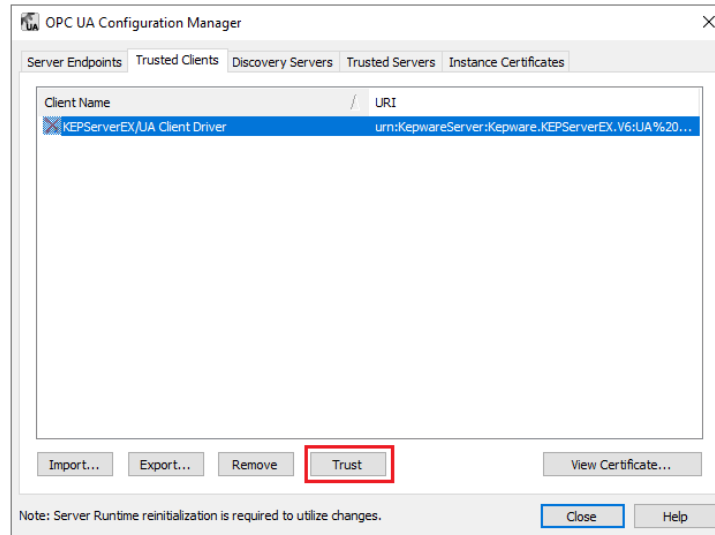 OPC UA Configuration Manager
Server Endpoints Trusted Clients Discovery Servers Trusted Servers Instance Certificates
Client Name / URI
KEPServerEX/UA Client Driver urn:KepwareServer:Kepware.KEPServerEX.V6:UA%20...
Import... Export... Remove Trust View Certificate...
Note: Server Runtime reinitialization is required to utilize changes. Close Help